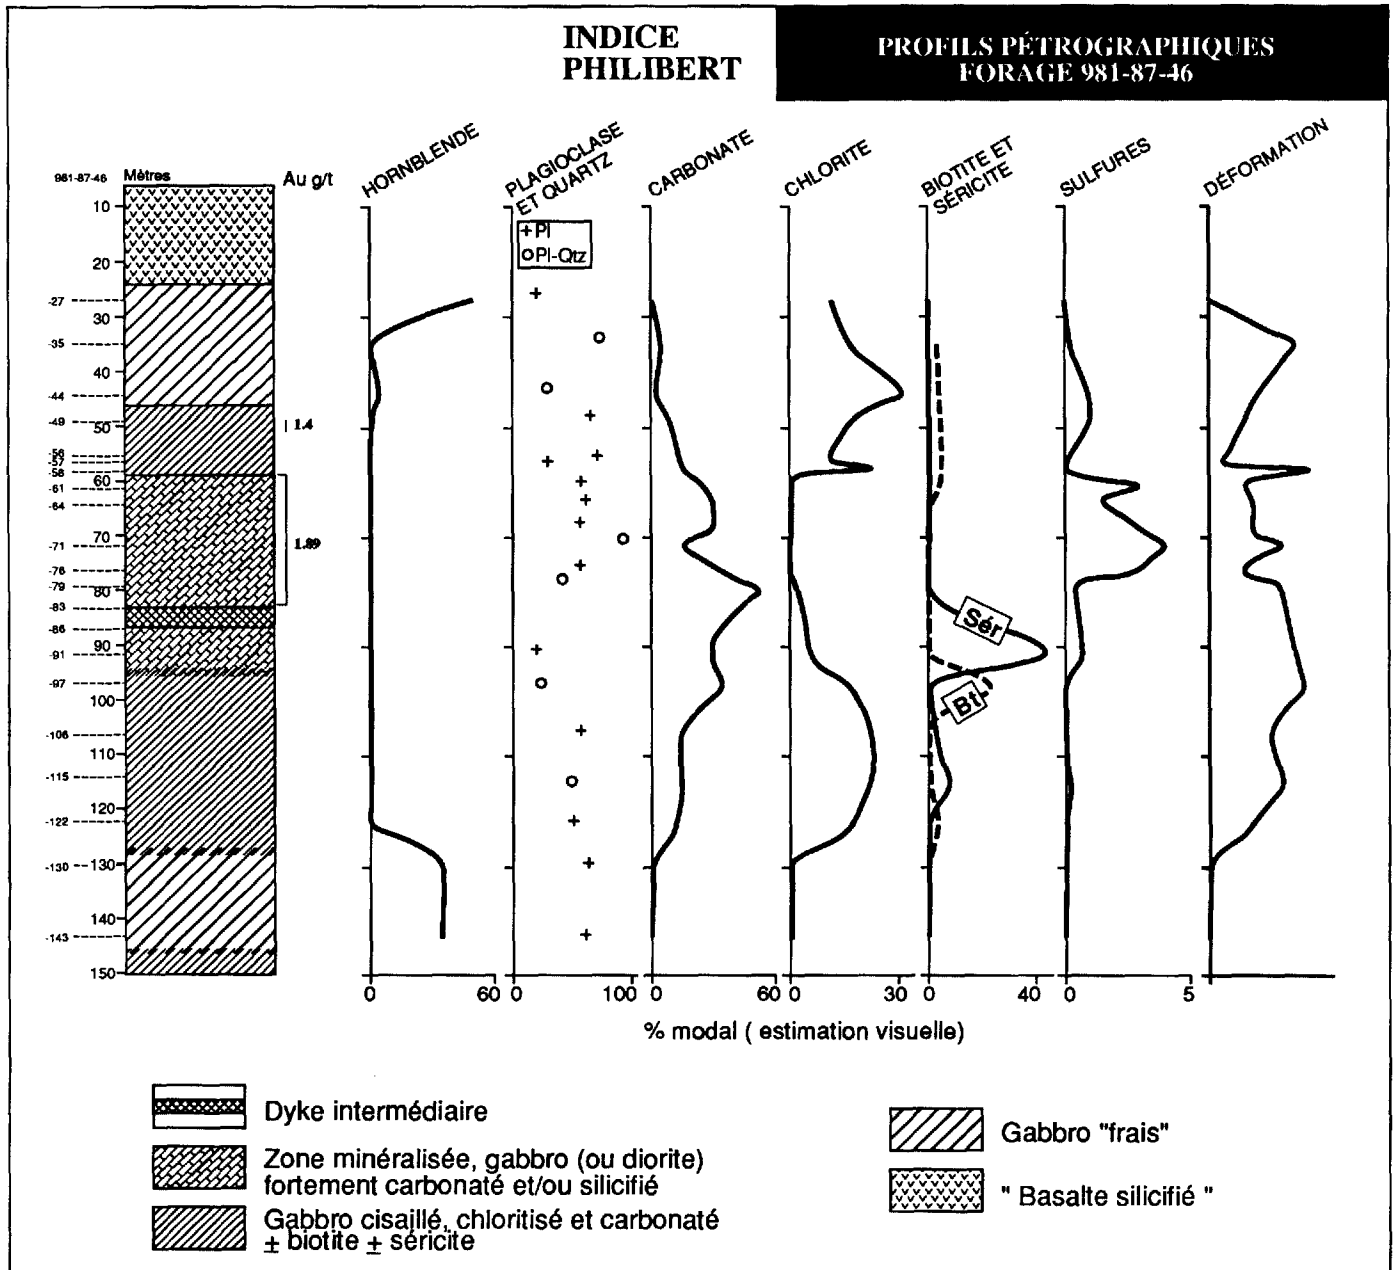 INDICE
PHILIBERT
PROFILS PÉTROGRAPHIQUES
FORAGE 981-87-46
981-87-46
Mètres
Au g/t
HORNBLENDE
PLAGIOCLASE
ET QUARTZ
CARBONATE
CHLORITE
BIOTITE ET
SÉRICITE
SULFURES
DÉFORMATION
+ Pl
o Pl-Qtz
10
20
-27
30
-35
40
-44
-49
50
-56
-57
-58
60
-61
-64
70
-71
-76
-79
80
-83
-86
90
-91
-97
100
-106
110
-115
120
-122
-130
130
140
-143
150
1.4
1.89
Sér
Bt
0 60
0 100
0 60
0 30
0 40
0 5
% modal ( estimation visuelle)
Dyke intermédiaire
Zone minéralisée, gabbro (ou diorite)
fortement carbonaté et/ou silicifié
Gabbro cisaillé, chloritisé et carbonaté
± biotite ± séricite
Gabbro "frais"
" Basalte silicifié "